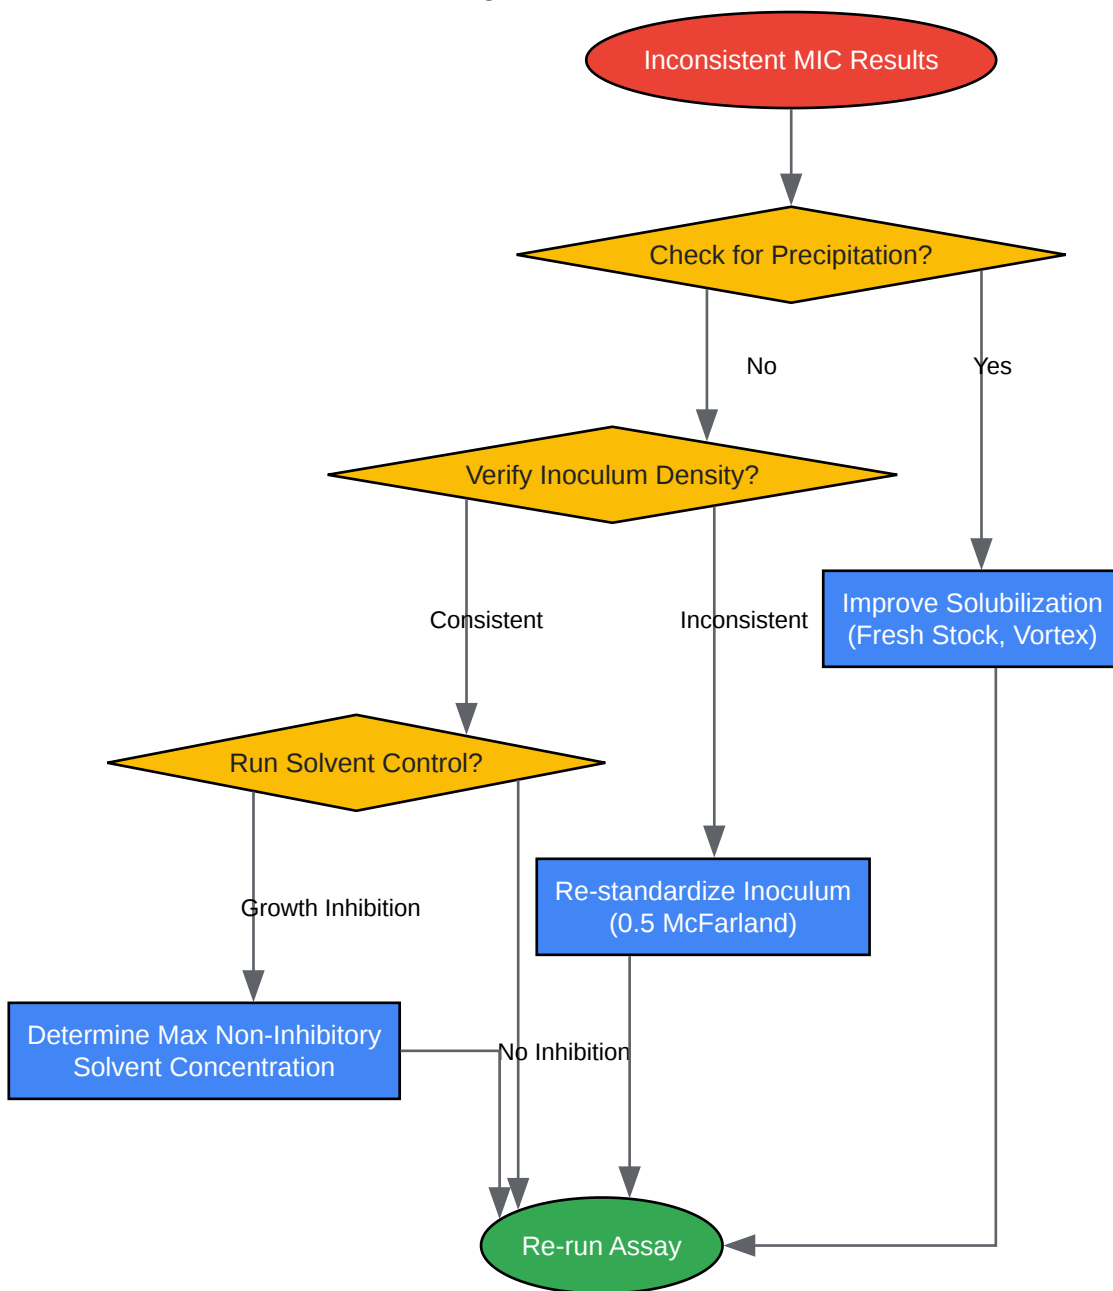 Inconsistent MIC Results
Check for Precipitation?
No
Yes
Verify Inoculum Density?
Consistent
Inconsistent
Improve Solubilization
(Fresh Stock, Vortex)
Run Solvent Control?
Growth Inhibition
Re-standardize Inoculum
(0.5 McFarland)
Determine Max Non-Inhibitory
Solvent Concentration
No Inhibition
Re-run Assay